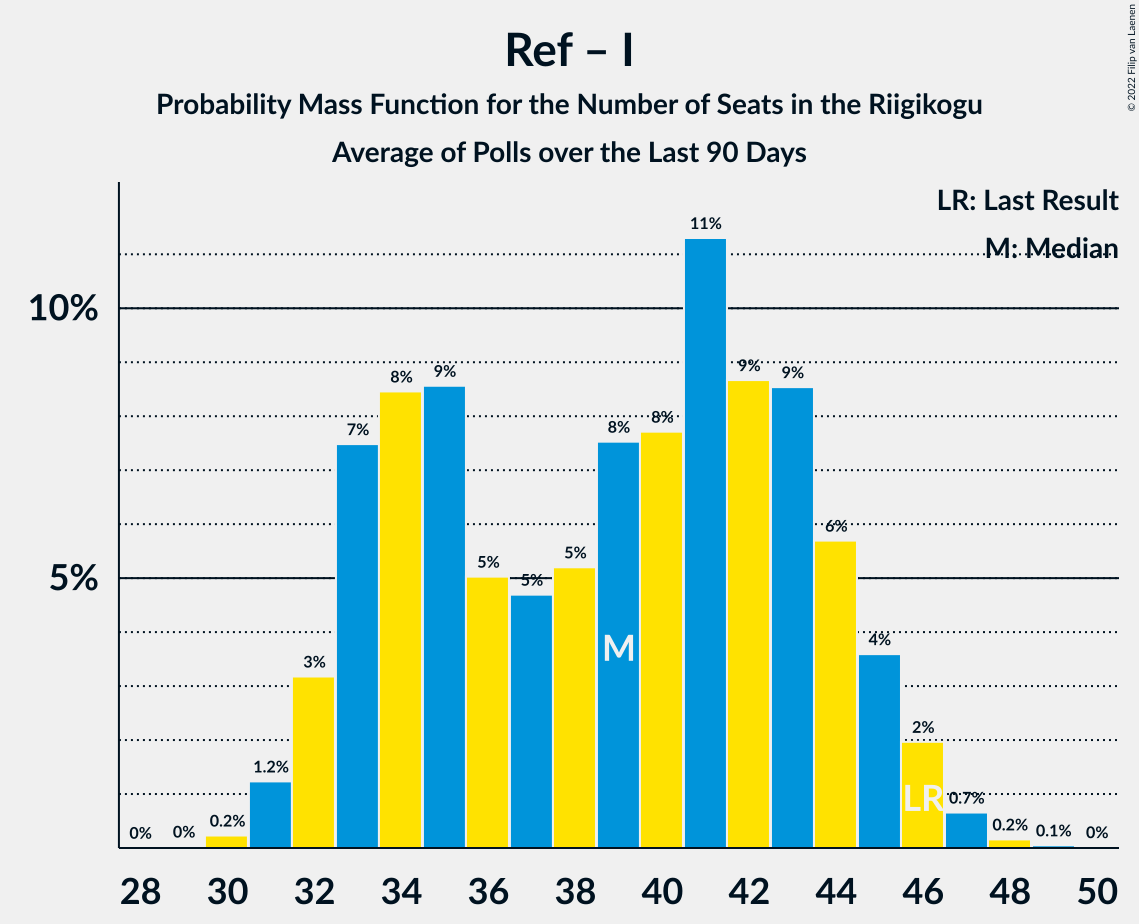 Ref – I
Probability Mass Function for the Number of Seats in the Riigikogu
Average of Polls over the Last 90 Days
© 2022 Filip van Laenen
LR: Last Result
M: Median
10%
5%
0%
0%
0.2%
1.2%
3%
7%
8%
9%
5%
5%
5%
8%
8%
11%
9%
9%
6%
4%
2%
0.7%
0.2%
0.1%
0%
M
LR
28 30 32 34 36 38 40 42 44 46 48 50